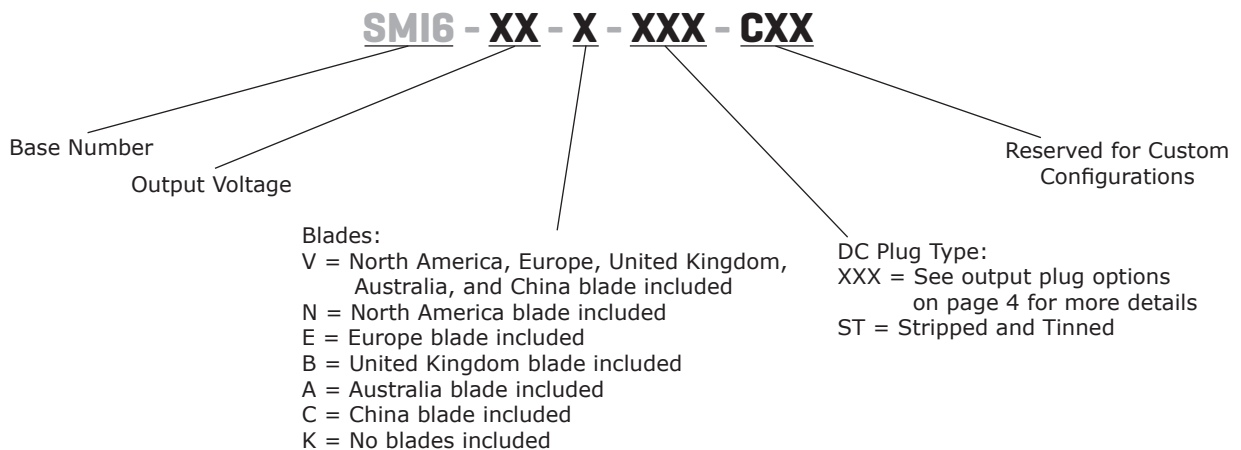 SMI6 - XX - X - XXX - CXX
Base Number
Output Voltage
Blades:
V = North America, Europe, United Kingdom,
Australia, and China blade included
N = North America blade included
E = Europe blade included
B = United Kingdom blade included
A = Australia blade included
C = China blade included
K = No blades included
DC Plug Type:
XXX = See output plug options
on page 4 for more details
ST = Stripped and Tinned
Reserved for Custom
Configurations